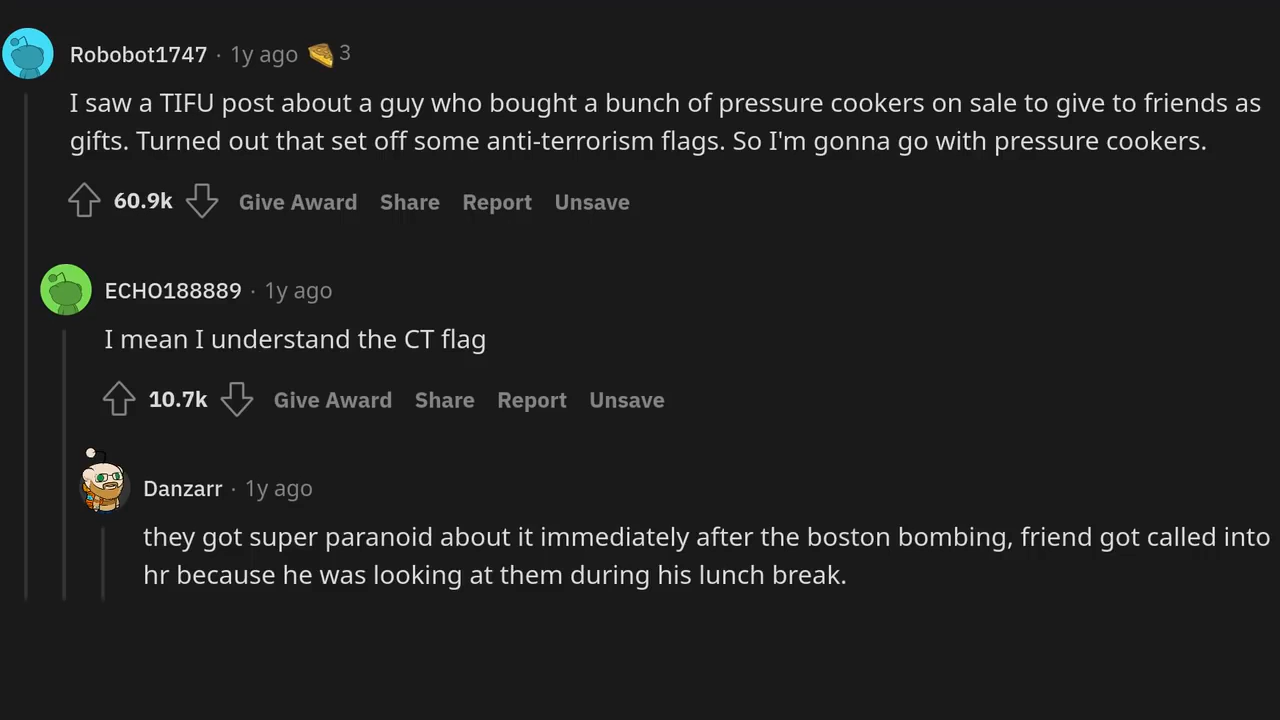 Robobot1747 · 1y ago 3
I saw a TIFU post about a guy who bought a bunch of pressure cookers on sale to give to friends as
gifts. Turned out that set off some anti-terrorism flags. So I'm gonna go with pressure cookers.
60.9k Give Award Share Report Unsave
ECHO188889 · 1y ago
I mean I understand the CT flag
10.7k Give Award Share Report Unsave
Danzarr · 1y ago
they got super paranoid about it immediately after the boston bombing, friend got called into
hr because he was looking at them during his lunch break.